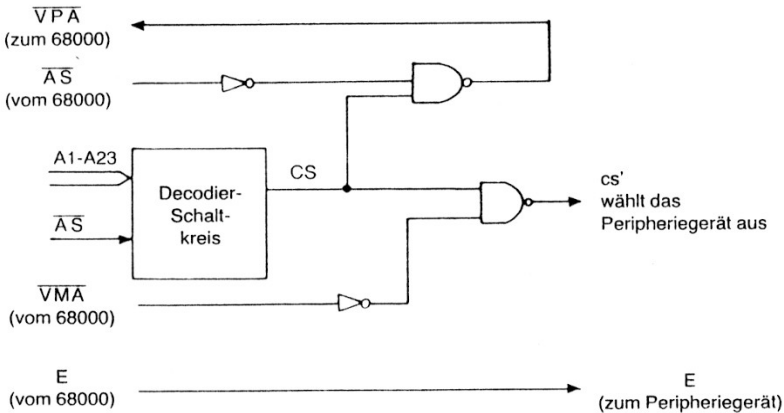 VPA
(zum 68000)
AS
(vom 68000)
A1-A23
AS
Decodier-
Schalt-
kreis
CS
cs'
wählt das
Peripheriegerät aus
VMA
(vom 68000)
E
(vom 68000)
E
(zum Peripheriegerät)